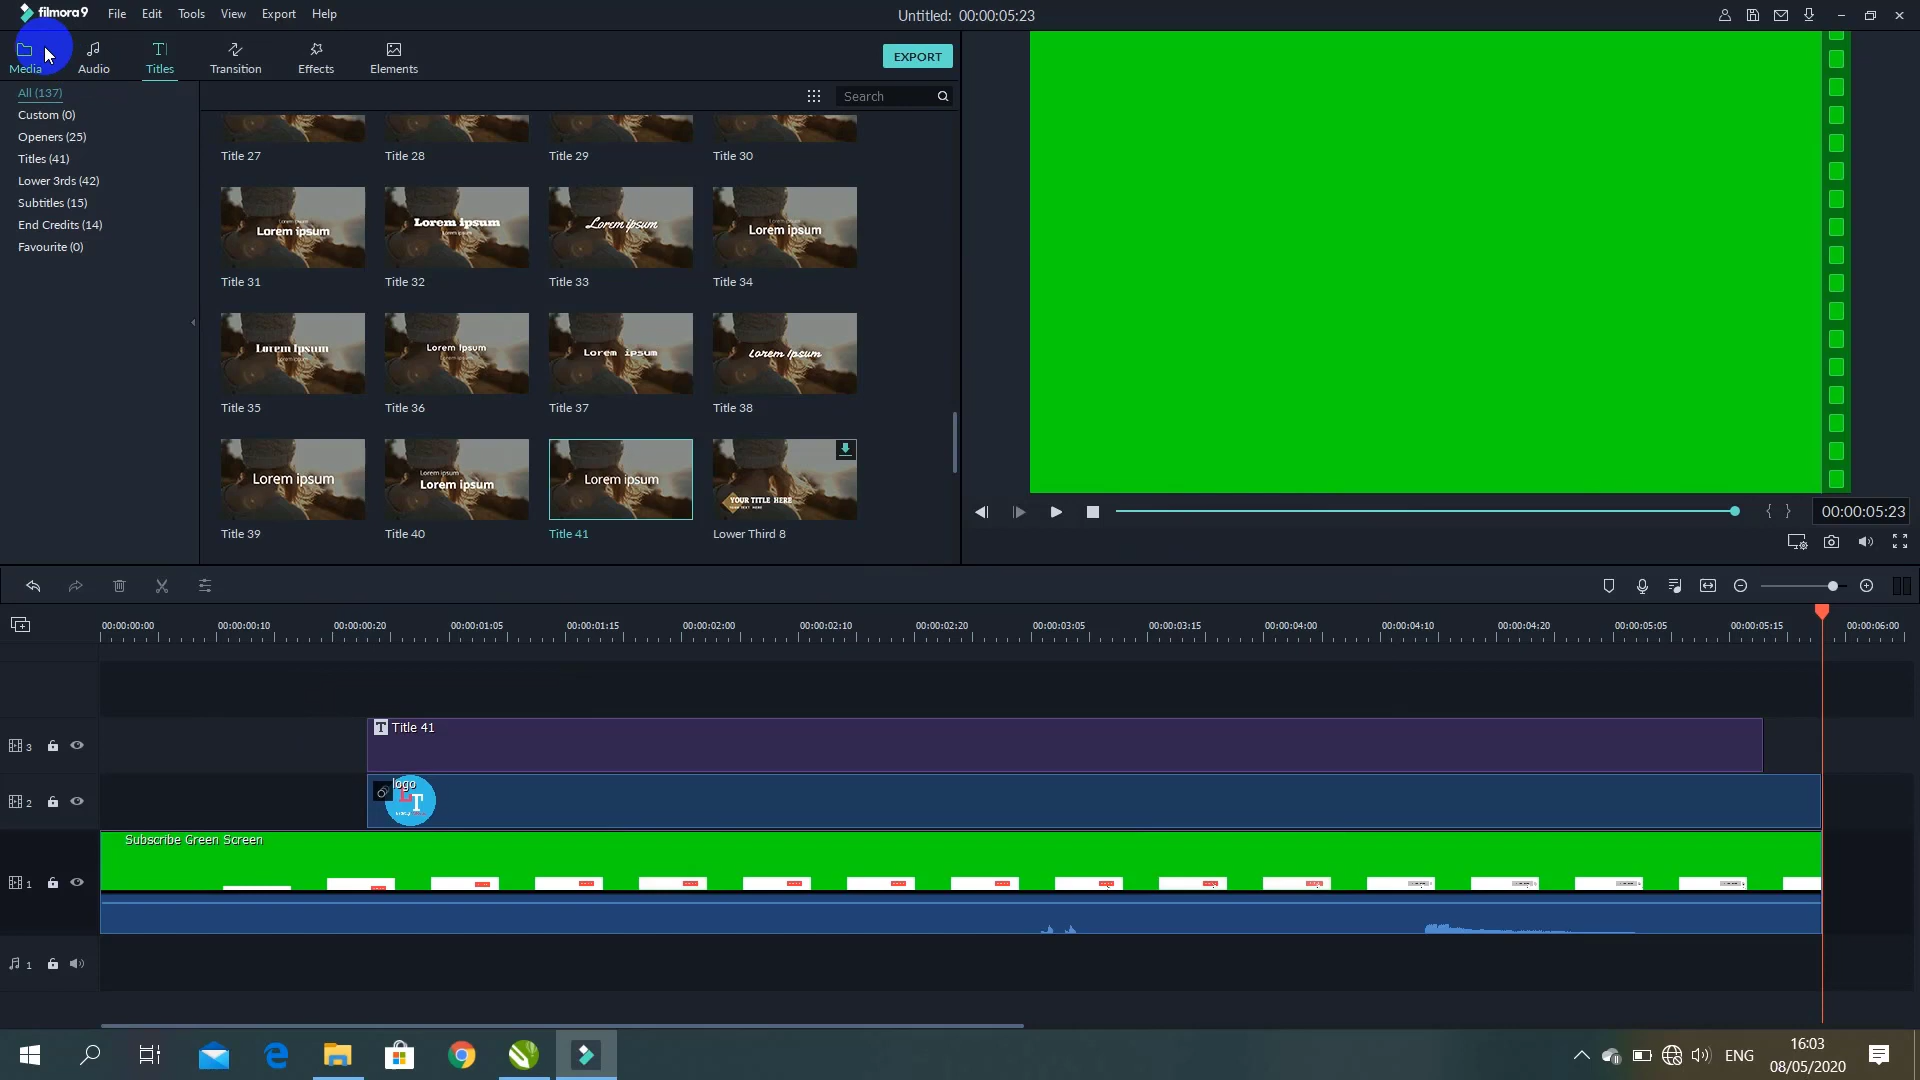 filmora9 File Edit Tools View Export Help
Untitled: 00:00:05:23
Media Audio Titles Transition Effects Elements
EXPORT
All (137)
Custom (0)
Openers (25)
Titles (41)
Lower 3rds (42)
Subtitles (15)
End Credits (14)
Favourite (0)
Search
Title 27 Title 28 Title 29 Title 30
Lorem ipsum
Lorem ipsum
Lorem ipsum
Lorem ipsum
Title 31 Title 32 Title 33 Title 34
Lorem Ipsum
Lorem Ipsum
Lorem ipsum
Lorem Ipsum
Title 35 Title 36 Title 37 Title 38
Lorem ipsum
Lorem ipsum
Lorem ipsum
Lorem ipsum
YOUR TITLE HERE
Title 39 Title 40 Title 41 Lower Third 8
{ } 00:00:05:23
00:00:00:00 00:00:00:10 00:00:00:20 00:00:01:05 00:00:01:15 00:00:02:00 00:00:02:10 00:00:02:20 00:00:03:05 00:00:03:15 00:00:04:00 00:00:04:10 00:00:04:20 00:00:05:05 00:00:05:15 00:00:06:00
3
T Title 41
2
logo
LT
Subscribe Green Screen
1
1
ENG
16:03
08/05/2020